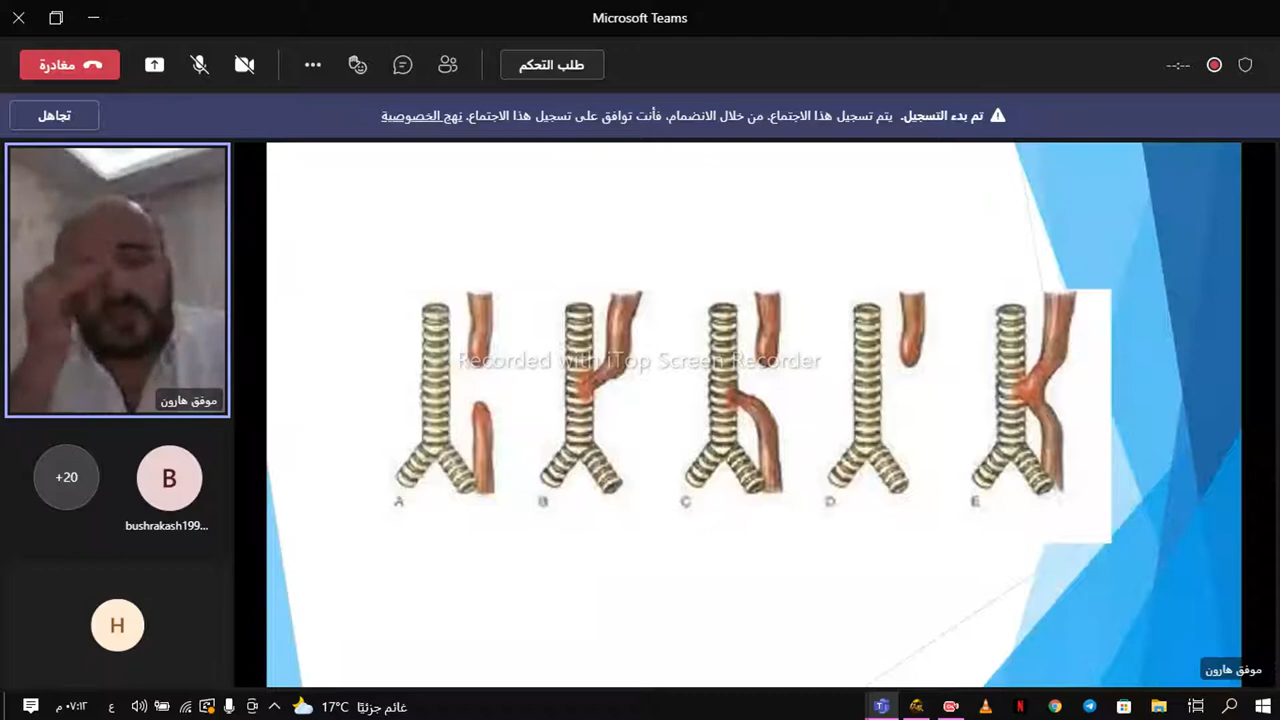 Microsoft Teams
مغادرة
طلب التحكم
--:--
تم بدء التسجيل. يتم تسجيل هذا الاجتماع. من خلال الانضمام، فأنت توافق على تسجيل هذا الاجتماع. نهج الخصوصية
تجاهل
Recorded with iTop Screen Recorder
موفق هارون
+20
B
bushrakash199...
A
B
C
D
E
H
موفق هارون
٠٧:١٣ م
ع
17°C غائم جزئيًا